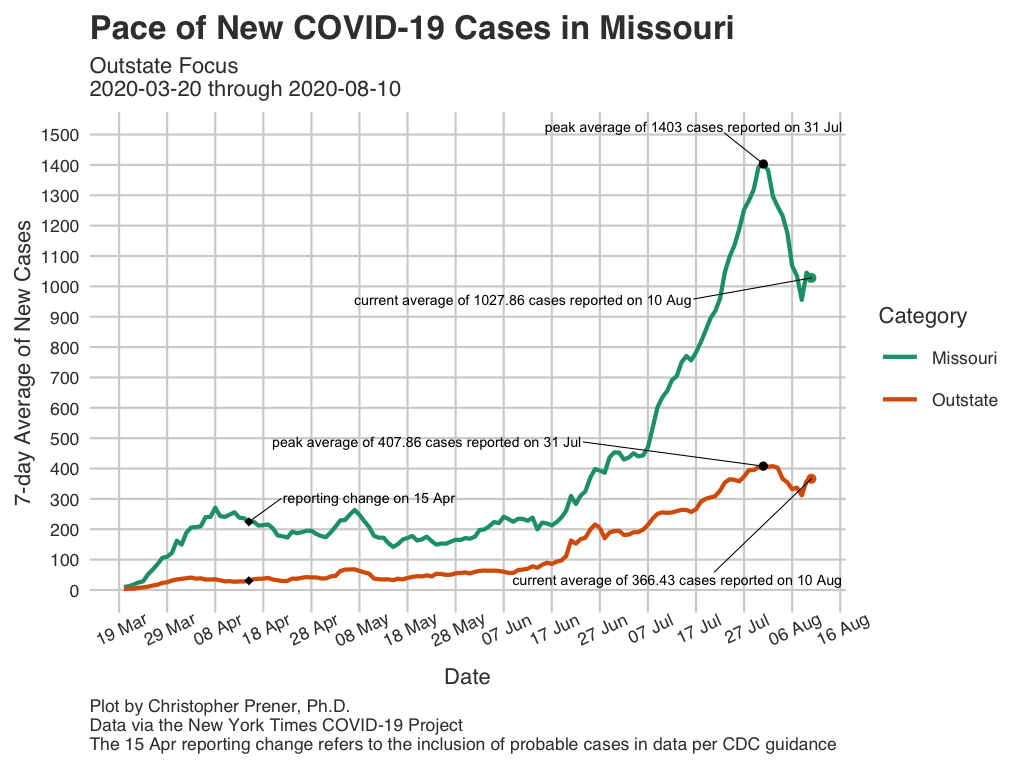 Pace of New COVID-19 Cases in Missouri
Outstate Focus
2020-03-20 through 2020-08-10
7-day Average of New Cases
1500
1400
1300
1200
1100
1000
900
800
700
600
500
400
300
200
100
0
peak average of 1403 cases reported on 31 Jul
current average of 1027.86 cases reported on 10 Aug
peak average of 407.86 cases reported on 31 Jul
reporting change on 15 Apr
current average of 366.43 cases reported on 10 Aug
Category
Missouri
Outstate
19 Mar
29 Mar
08 Apr
18 Apr
28 Apr
08 May
18 May
28 May
07 Jun
17 Jun
27 Jun
07 Jul
17 Jul
27 Jul
06 Aug
16 Aug
Date
Plot by Christopher Prener, Ph.D.
Data via the New York Times COVID-19 Project
The 15 Apr reporting change refers to the inclusion of probable cases in data per CDC guidance